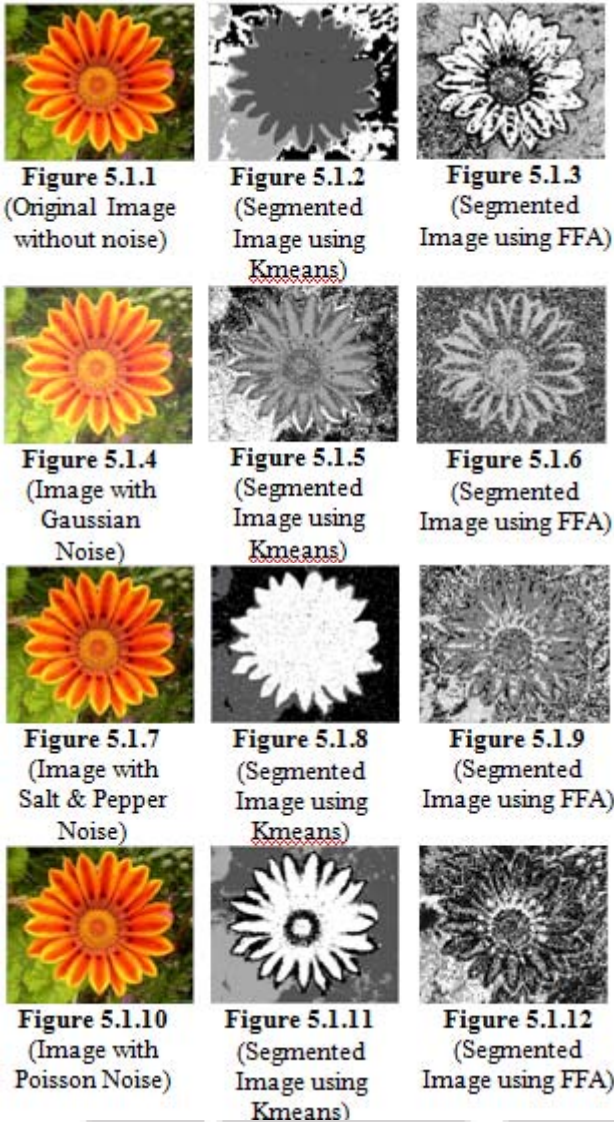 Figure 5.1.1
(Original Image
without noise)
Figure 5.1.2
(Segmented
Image using
Kmeans)
Figure 5.1.3
(Segmented
Image using FFA)
Figure 5.1.4
(Image with
Gaussian
Noise)
Figure 5.1.5
(Segmented
Image using
Kmeans)
Figure 5.1.6
(Segmented
Image using FFA)
Figure 5.1.7
(Image with
Salt & Pepper
Noise)
Figure 5.1.8
(Segmented
Image using
Kmeans)
Figure 5.1.9
(Segmented
Image using FFA)
Figure 5.1.10
(Image with
Poisson Noise)
Figure 5.1.11
(Segmented
Image using
Kmeans)
Figure 5.1.12
(Segmented
Image using FFA)